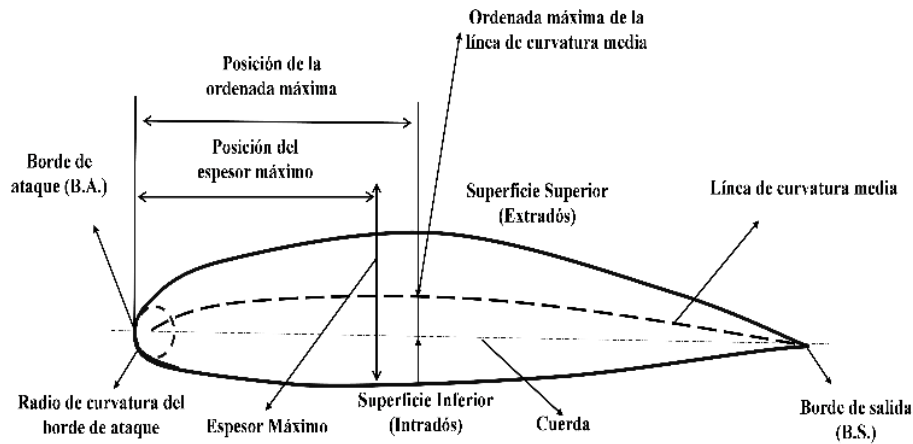 Ordenada máxima de la
línea de curvatura media
Posición de la
ordenada máxima
Posición del
espesor máximo
Borde de
ataque (B.A.)
Superficie Superior
(Extradós)
Línea de curvatura media
Radio de curvatura del
borde de ataque
Espesor Máximo
Superficie Inferior
(Intradós)
Cuerda
Borde de salida
(B.S.)